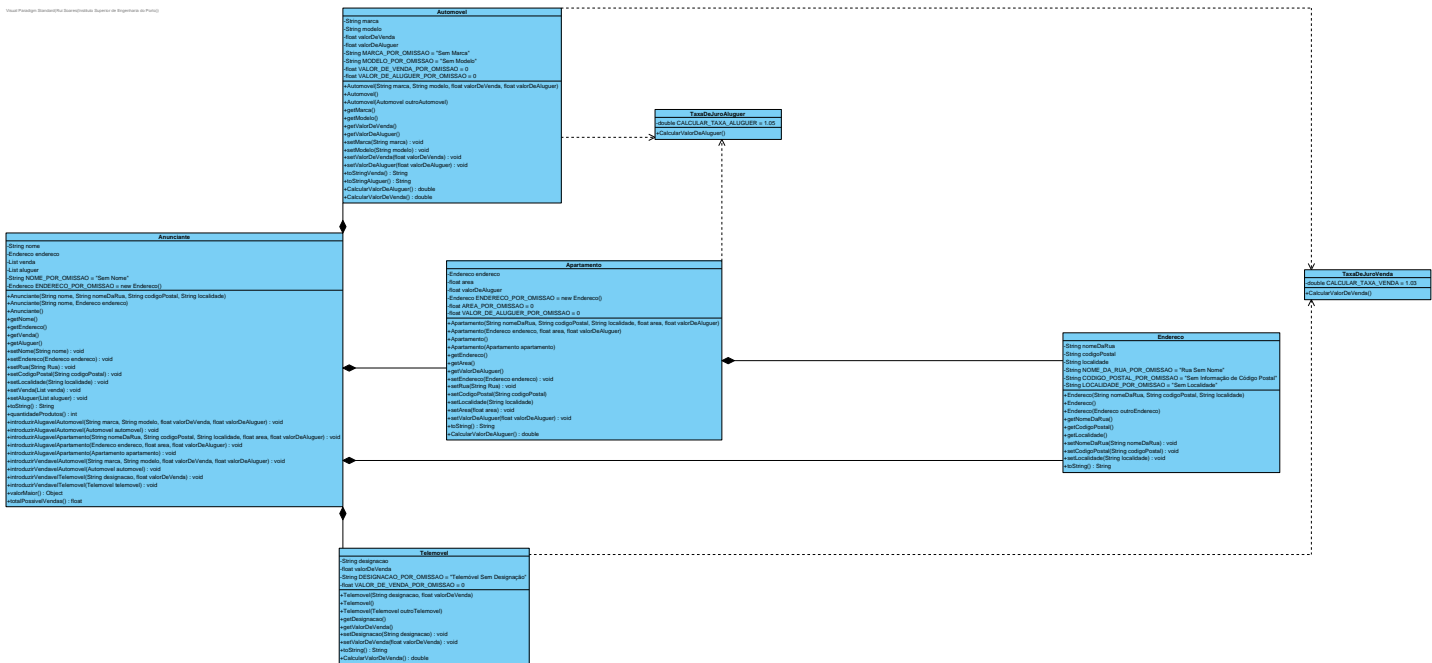 Visual Paradigm Standard(Rui Soares(Instituto Superior de Engenharia do Porto))
Automovel
-String marca
-String modelo
-float valorDeVenda
-float valorDeAluguer
-String MARCA_POR_OMISSAO = "Sem Marca"
-String MODELO_POR_OMISSAO = "Sem Modelo"
-float VALOR_DE_VENDA_POR_OMISSAO = 0
-float VALOR_DE_ALUGUER_POR_OMISSAO = 0
+Automovel(String marca, String modelo, float valorDeVenda, float valorDeAluguer)
+Automovel()
+Automovel(Automovel outroAutomovel)
+getMarca()
+getModelo()
+getValorDeVenda()
+getValorDeAluguer()
+setMarca(String marca) : void
+setModelo(String modelo) : void
+setValorDeVenda(float valorDeVenda) : void
+setValorDeAluguer(float valorDeAluguer) : void
+toStringVenda() : String
+toStringAluguer() : String
+CalcularValorDeAluguer() : double
+CalcularValorDeVenda() : double
TaxaDeJuroAluguer
-double CALCULAR_TAXA_ALUGUER = 1.05
+CalcularValorDeAluguer()
Anunciante
-String nome
-Endereco endereco
-List venda
-List aluguer
-String NOME_POR_OMISSAO = "Sem Nome"
-Endereco ENDERECO_POR_OMISSAO = new Endereco()
+Anunciante(String nome, String nomeDaRua, String codigoPostal, String localidade)
+Anunciante(String nome, Endereco endereco)
+Anunciante()
+getNome()
+getEndereco()
+getVenda()
+getAluguer()
+setNome(String nome) : void
+setEndereco(Endereco endereco) : void
+setRua(String Rua) : void
+setCodigoPostal(String codigoPostal) : void
+setLocalidade(String localidade) : void
+setVenda(List venda) : void
+setAluguer(List aluguer) : void
+toString() : String
+quantidadeProdutos() : int
+introduzirAlugavelAutomovel(String marca, String modelo, float valorDeVenda, float valorDeAluguer) : void
+introduzirAlugavelAutomovel(Automovel automovel) : void
+introduzirAlugavelApartamento(String nomeDaRua, String codigoPostal, String localidade, float area, float valorDeAluguer) : void
+introduzirAlugavelApartamento(Endereco endereco, float area, float valorDeAluguer) : void
+introduzirAlugavelApartamento(Apartamento apartamento) : void
+introduzirVendavelAutomovel(String marca, String modelo, float valorDeVenda, float valorDeAluguer) : void
+introduzirVendavelAutomovel(Automovel automovel) : void
+introduzirVendavelTelemovel(String designacao, float valorDeVenda) : void
+introduzirVendavelTelemovel(Telemovel telemovel) : void
+valorMaior() : Object
+totalPossivelVendas() : float
Apartamento
-Endereco endereco
-float area
-float valorDeAluguer
-Endereco ENDERECO_POR_OMISSAO = new Endereco()
-float AREA_POR_OMISSAO = 0
-float VALOR_DE_ALUGUER_POR_OMISSAO = 0
+Apartamento(String nomeDaRua, String codigoPostal, String localidade, float area, float valorDeAluguer)
+Apartamento(Endereco endereco, float area, float valorDeAluguer)
+Apartamento()
+Apartamento(Apartamento apartamento)
+getEndereco()
+getArea()
+getValorDeAluguer()
+setEndereco(Endereco endereco) : void
+setRua(String Rua) : void
+setCodigoPostal(String codigoPostal)
+setLocalidade(String localidade)
+setArea(float area) : void
+setValorDeAluguer(float valorDeAluguer) : void
+toString() : String
+CalcularValorDeAluguer() : double
TaxaDeJuroVenda
-double CALCULAR_TAXA_VENDA = 1.03
+CalcularValorDeVenda()
Endereco
-String nomeDaRua
-String codigoPostal
-String localidade
-String NOME_DA_RUA_POR_OMISSAO = "Rua Sem Nome"
-String CODIGO_POSTAL_POR_OMISSAO = "Sem Informação de Código Postal"
-String LOCALIDADE_POR_OMISSAO = "Sem Localidade"
+Endereco(String nomeDaRua, String codigoPostal, String localidade)
+Endereco()
+Endereco(Endereco outroEndereco)
+getNomeDaRua()
+getCodigoPostal()
+getLocalidade()
+setNomeDaRua(String nomeDaRua) : void
+setCodigoPostal(String codigoPostal) : void
+setLocalidade(String localidade) : void
+toString() : String
Telemovel
-String designacao
-float valorDeVenda
-String DESIGNACAO_POR_OMISSAO = "Telemóvel Sem Designação"
-float VALOR_DE_VENDA_POR_OMISSAO = 0
+Telemovel(String designacao, float valorDeVenda)
+Telemovel()
+Telemovel(Telemovel outroTelemovel)
+getDesignacao()
+getValorDeVenda()
+setDesignacao(String designacao) : void
+setValorDeVenda(float valorDeVenda) : void
+toString() : String
+CalcularValorDeVenda() : double